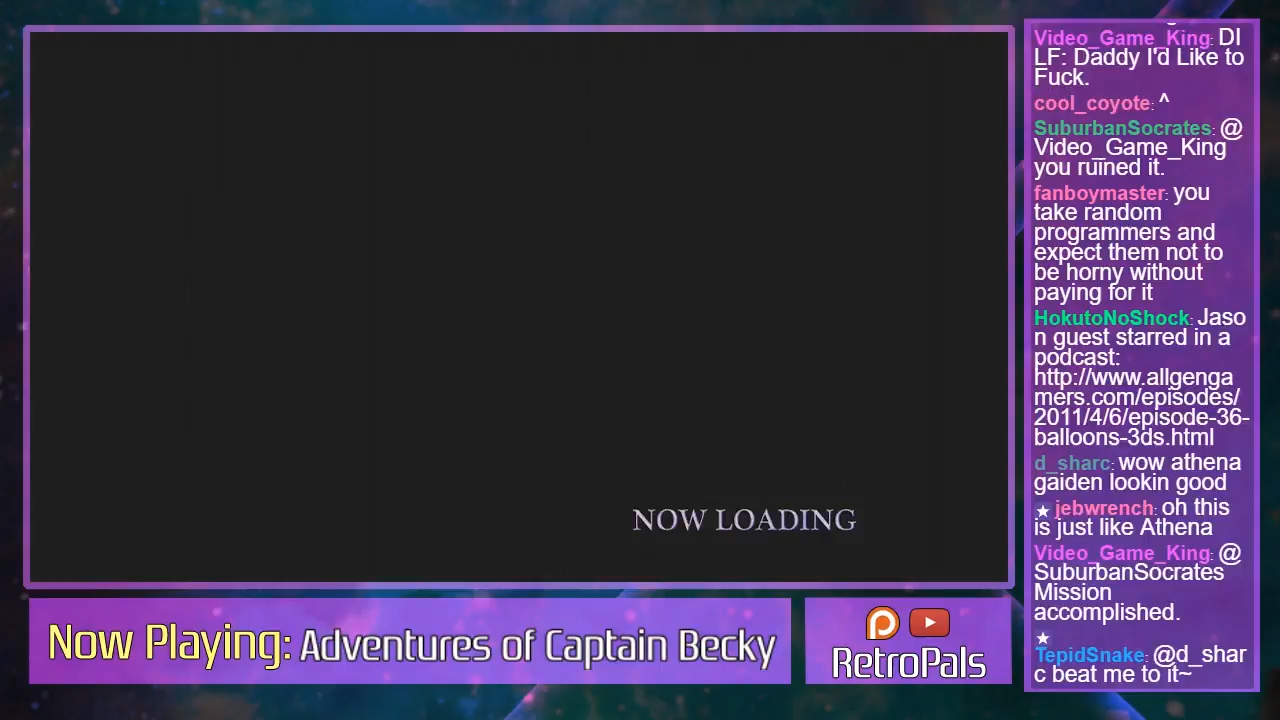 Video_Game_King: DI
LF: Daddy I'd Like to
Fuck.
cool_coyote: ^
SuburbanSocrates: @
Video_Game_King
you ruined it.
fanboymaster: you
take random
programmers and
expect them not to
be horny without
paying for it
HokutoNoShock: Jaso
n guest starred in a
podcast:
http://www.allgenga
mers.com/episodes/
2011/4/6/episode-36-
balloons-3ds.html
d_sharc: wow athena
gaiden lookin good
jebwrench: oh this
is just like Athena
Video_Game_King: @
SuburbanSocrates
Mission
accomplished.
TepidSnake: @d_shar
c beat me to it~
NOW LOADING
Now Playing: Adventures of Captain Becky
RetroPals